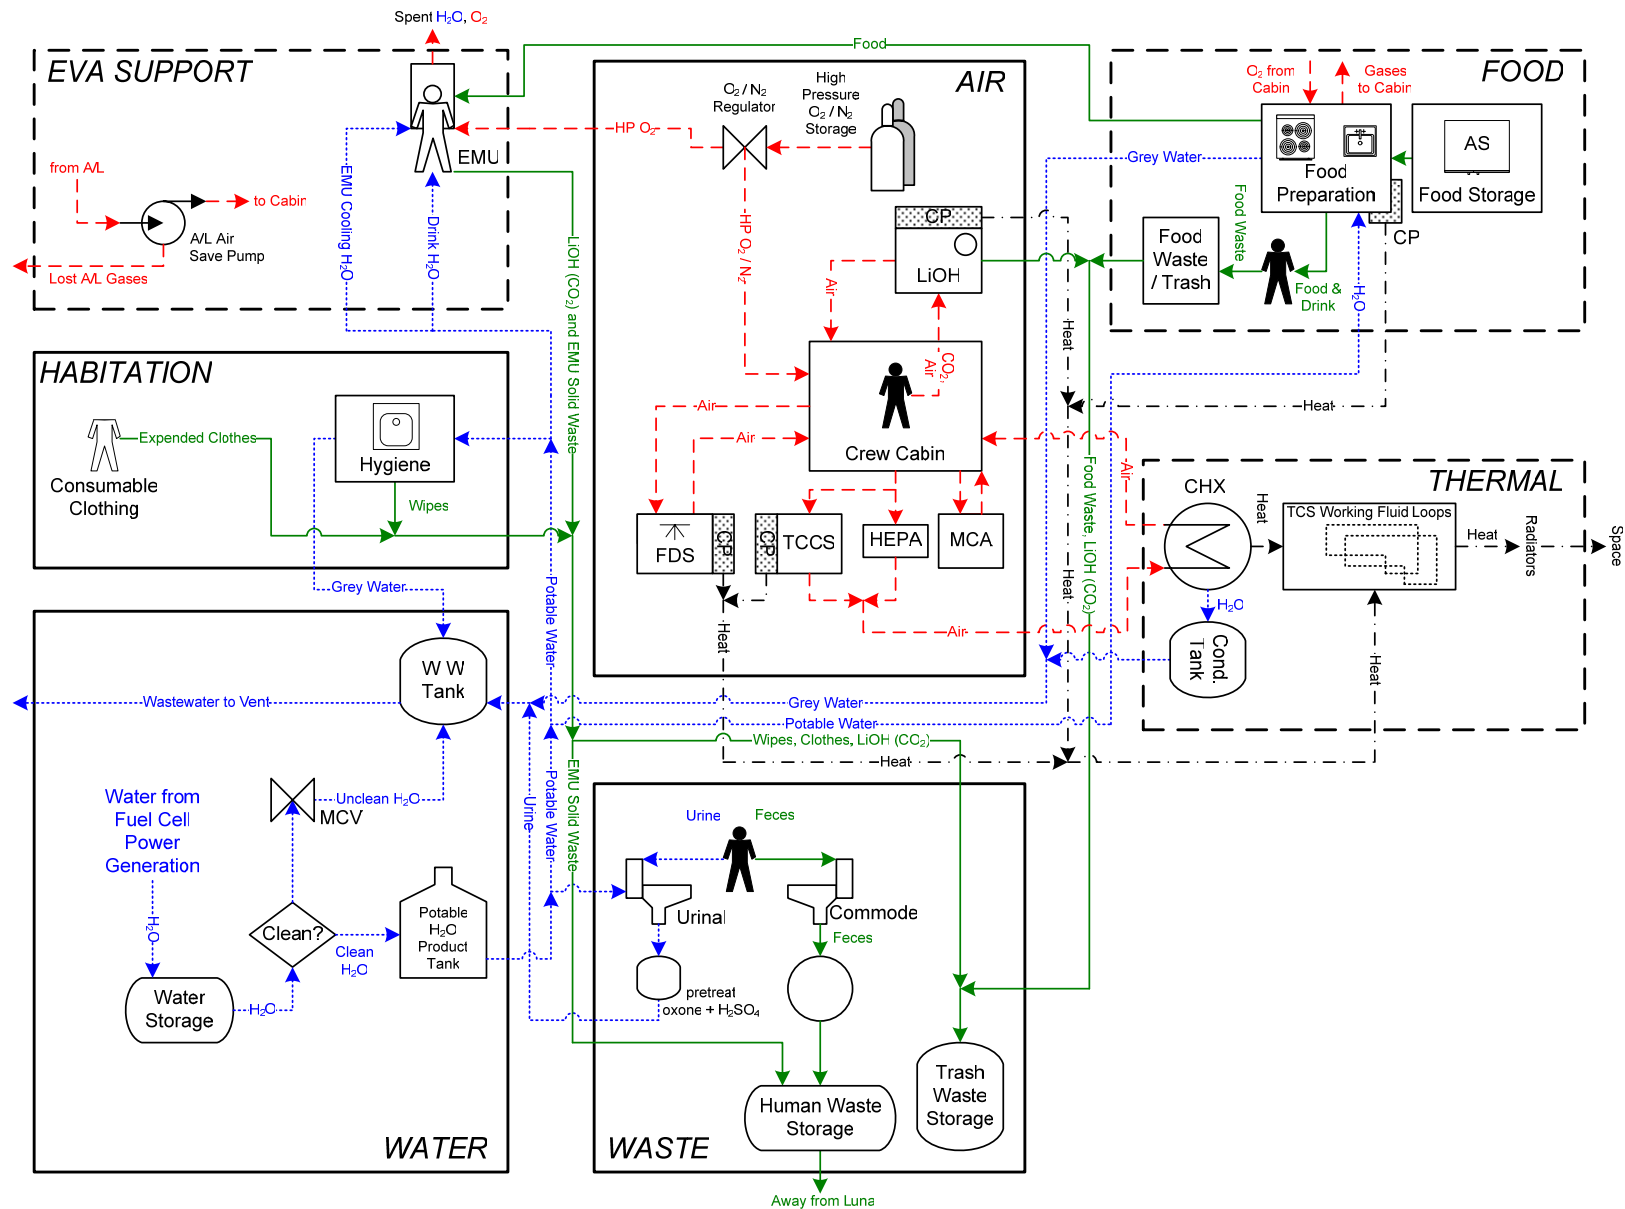 Spent H₂O, O₂
EVA SUPPORT
EMU
from A/L
to Cabin
A/L Air
Save Pump
Lost A/L Gases
EMU Cooling H₂O
Drink H₂O
Food
HP O₂
LiOH (CO₂) and EMU Solid Waste
AIR
O₂ / N₂
Regulator
High
Pressure
O₂ / N₂
Storage
HP O₂ / N₂
CP
LiOH
Air
CO₂,
Air
Crew Cabin
Air
Air
FDS
CP
CP
TCCS
HEPA
MCA
Heat
Air
Heat
Heat
FOOD
O₂ from
Cabin
Gases
to Cabin
Grey Water
Food
Preparation
AS
Food Storage
CP
Food Waste
Food
Waste
/ Trash
Food &
Drink
H₂O
Heat
Food Waste, LiOH (CO₂)
Air
THERMAL
CHX
Heat
TCS Working Fluid Loops
Heat
Radiators
Space
H₂O
Cond.
Tank
Heat
HABITATION
Expended Clothes
Consumable
Clothing
Hygiene
Wipes
Grey Water
Potable Water
WATER
W W
Tank
Wastewater to Vent
Grey Water
Potable Water
Wipes, Clothes, LiOH (CO₂)
Heat
Water from
Fuel Cell
Power
Generation
H₂O
Water
Storage
H₂O
Clean?
MCV
Unclean H₂O
Clean
H₂O
Potable
H₂O
Product
Tank
Urine
Potable Water
EMU Solid Waste
WASTE
Urine
Feces
Urinal
Commode
Feces
pretreat
oxone + H₂SO₄
Human Waste
Storage
Trash
Waste
Storage
Away from Luna